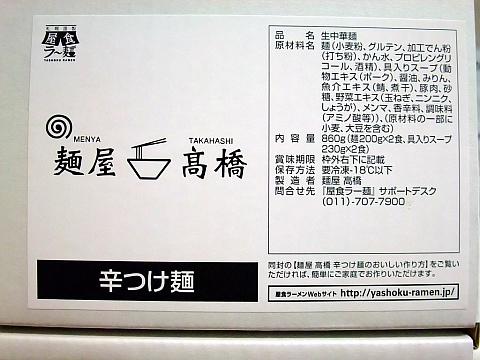 元祖謹製
屋食
ラー麺
YASHOKU RAMEN
MENYA
TAKAHASHI
麺屋 高橋
辛つけ麺
品名 生中華麺
原材料名 麺(小麦粉、グルテン、加工でん粉
(打ち粉)、かん水、プロピレングリ
コール、酒精)、具入りスープ(動
物エキス(ポーク)、醤油、みりん、
魚介エキス(鯖、煮干)、豚肉、砂
糖、野菜エキス(玉ねぎ、ニンニク、
しょうが)、メンマ、香辛料、調味料
(アミノ酸等))、(原材料の一部に
小麦、大豆を含む)
内容量 860g(麺200g×2食、具入りスープ
230g×2食)
賞味期限 枠外右下に記載
保存方法 要冷凍-18℃以下
製造者 麺屋 高橋
問合せ先 『屋食ラー麺』サポートデスク
(011)-707-7900
同封の【麺屋 高橋 辛つけ麺のおいしい作り方】をご覧い
ただければ、簡単にご家庭でお作りいただけます。
屋食ラーメンWebサイト http://yashoku-ramen.jp/